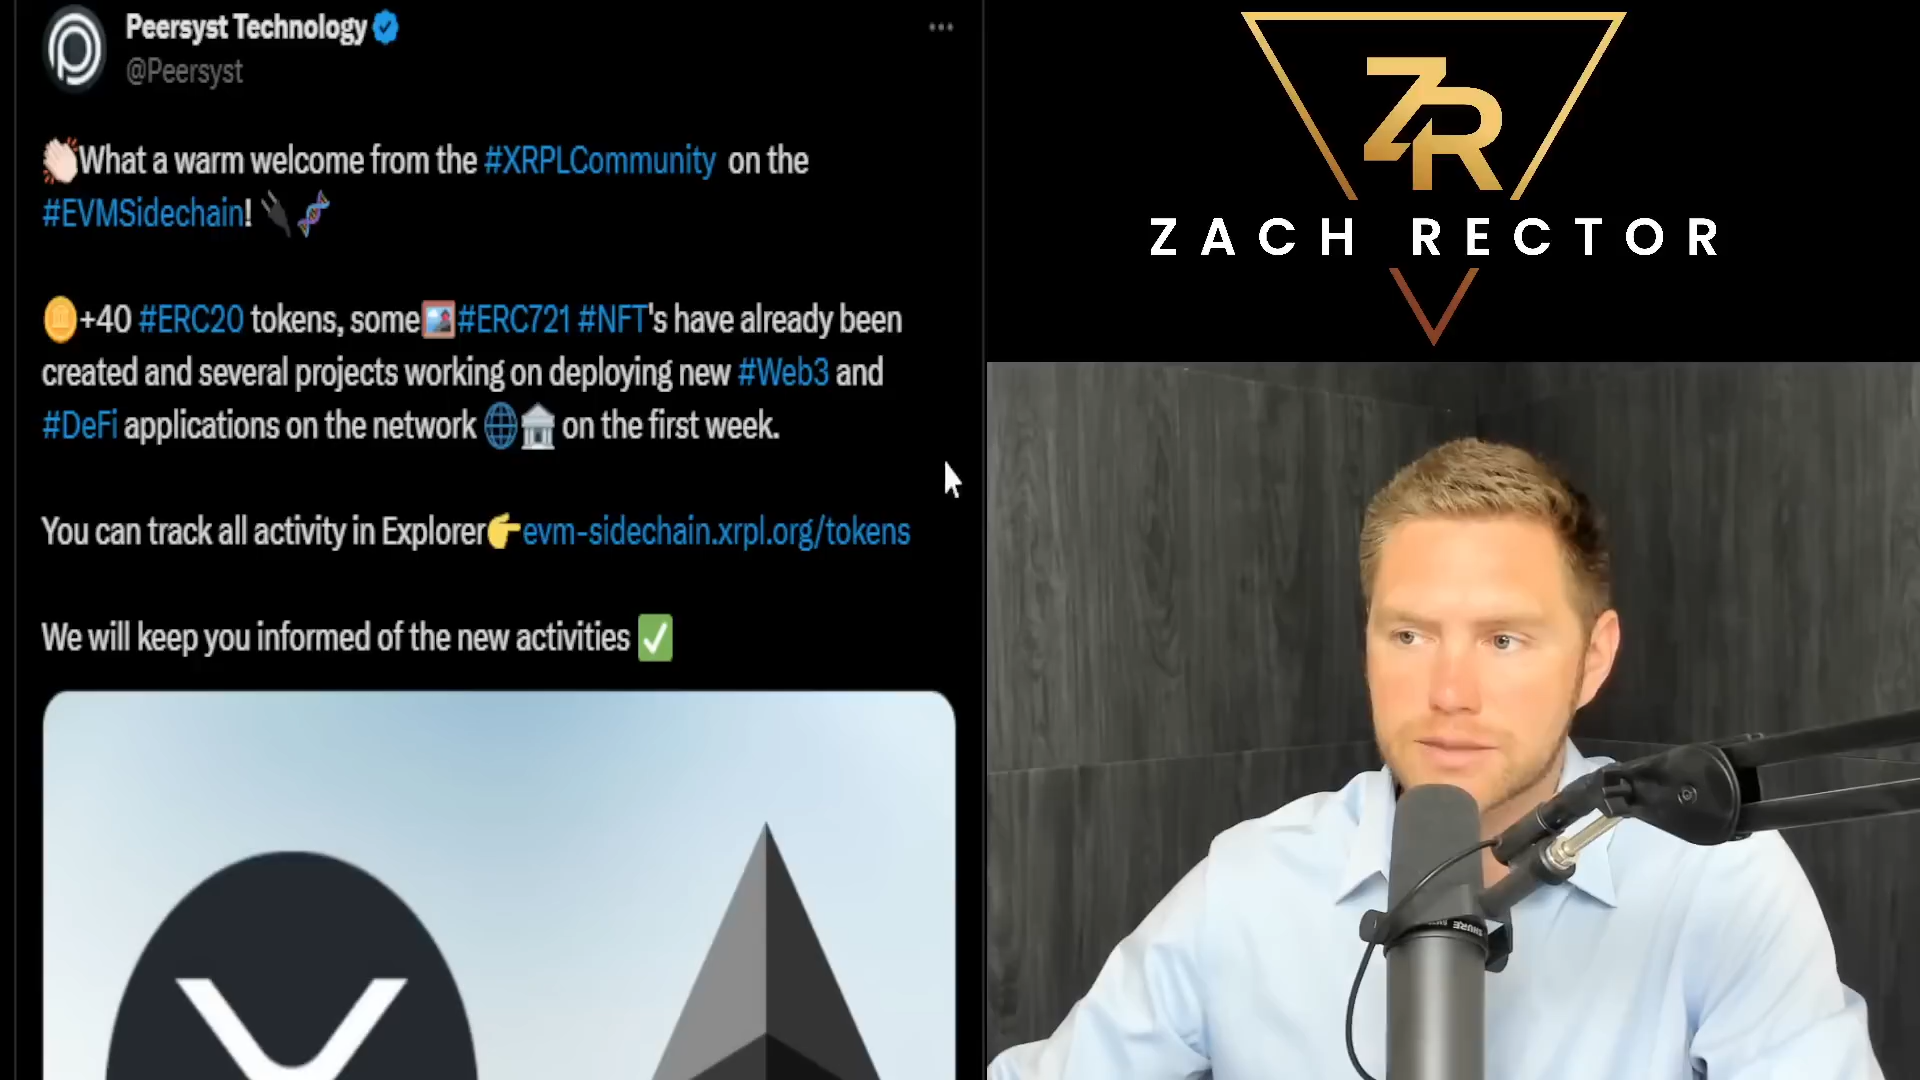 Peersyst Technology
@Peersyst
What a warm welcome from the #XRPLCommunity on the
#EVMSidechain!
+40 #ERC20 tokens, some #ERC721 #NFT's have already been
created and several projects working on deploying new #Web3 and
#DeFi applications on the network on the first week.
You can track all activity in Explorer evm-sidechain.xrpl.org/tokens
We will keep you informed of the new activities
ZR
ZACH RECTOR
SHURE